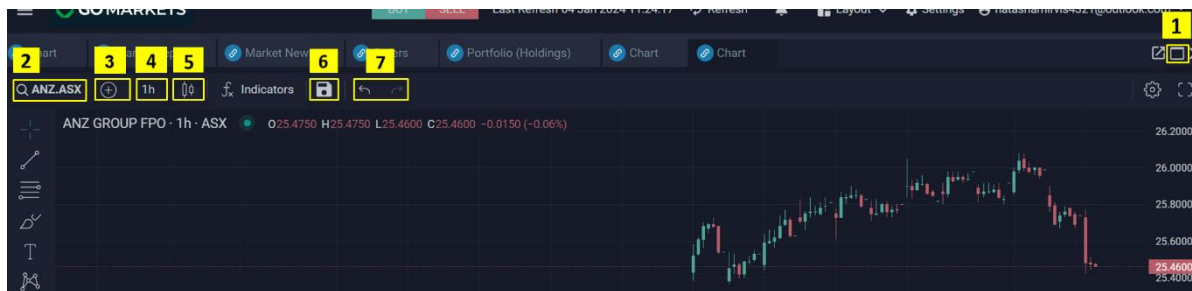 GO MARKETS BUY SELL Last Refresh 04 Jan 2024 11:24:17 Refresh Layout Settings
1
Market New Portfolio (Holdings) Chart Chart
2 3 4 5 6 7
ANZ.ASX 1h Indicators
ANZ GROUP FPO · 1h · ASX O25.4750 H25.4750 L25.4600 C25.4600 −0.0150 (−0.06%)
26.2000
26.0000
25.8000
25.6000
25.4600
25.4000
T